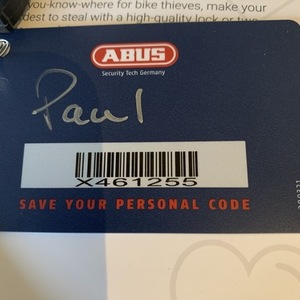 you-know-where for bike thieves, make your
dest to steal with a high-quality lock or two
ABUS
Security Tech Germany
Paul
X461255
SAVE YOUR PERSONAL CODE